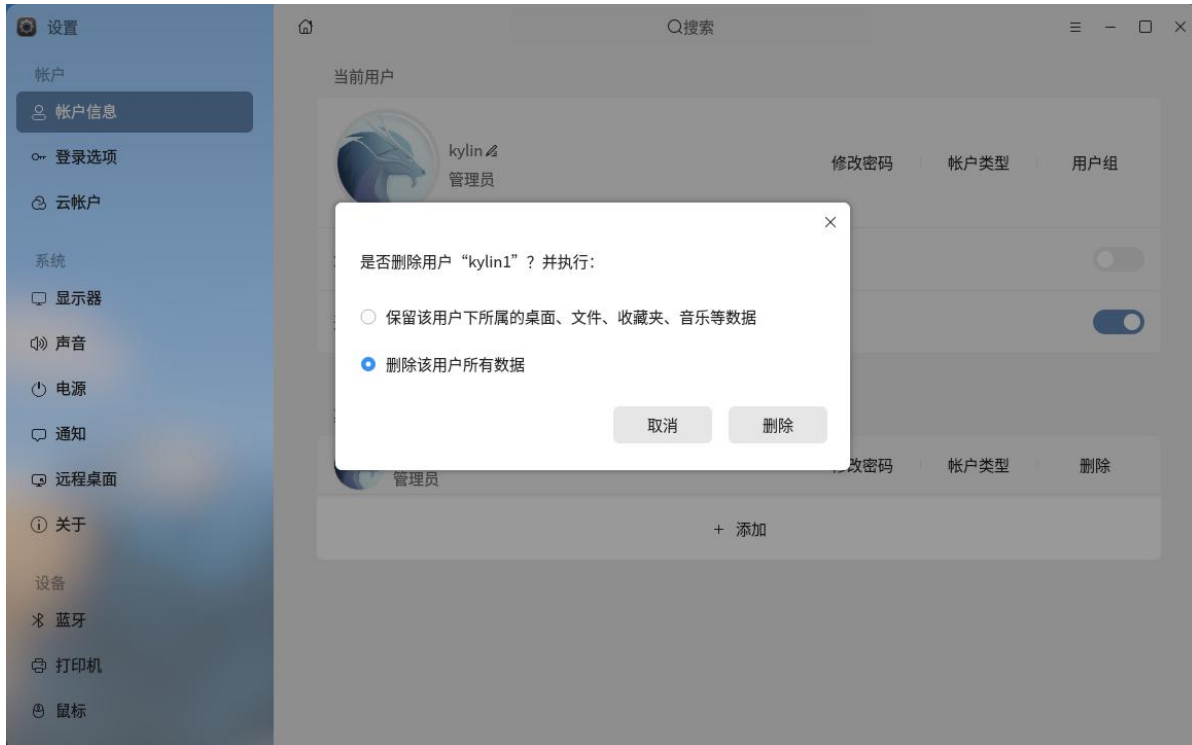 设置
搜索
帐户
帐户信息
登录选项
云帐户
系统
显示器
声音
电源
通知
远程桌面
关于
设备
蓝牙
打印机
鼠标
当前用户
kylin
管理员
修改密码 帐户类型 用户组
是否删除用户“kylin1”？并执行：
保留该用户下所属的桌面、文件、收藏夹、音乐等数据
删除该用户所有数据
取消 删除
管理员
改密码 帐户类型 删除
+ 添加